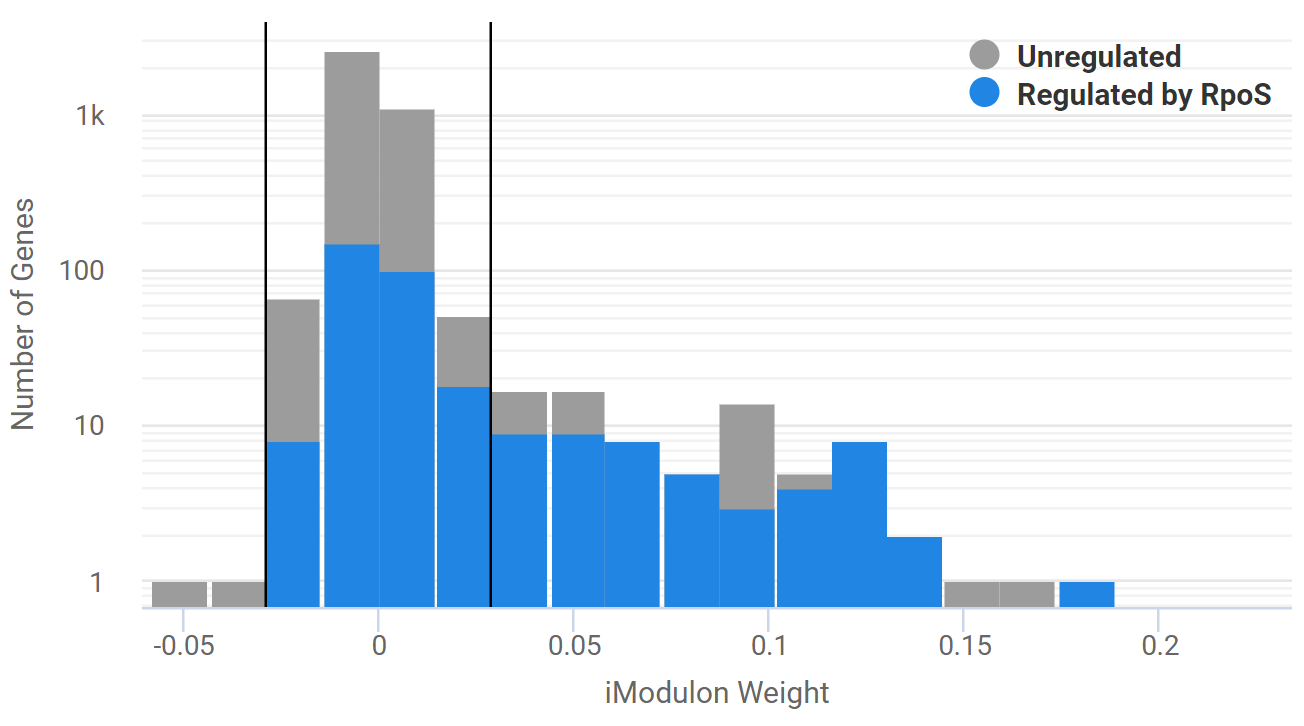 Unregulated
Regulated by RpoS
Number of Genes
1k
100
10
1
-0.05 0 0.05 0.1 0.15 0.2
iModulon Weight